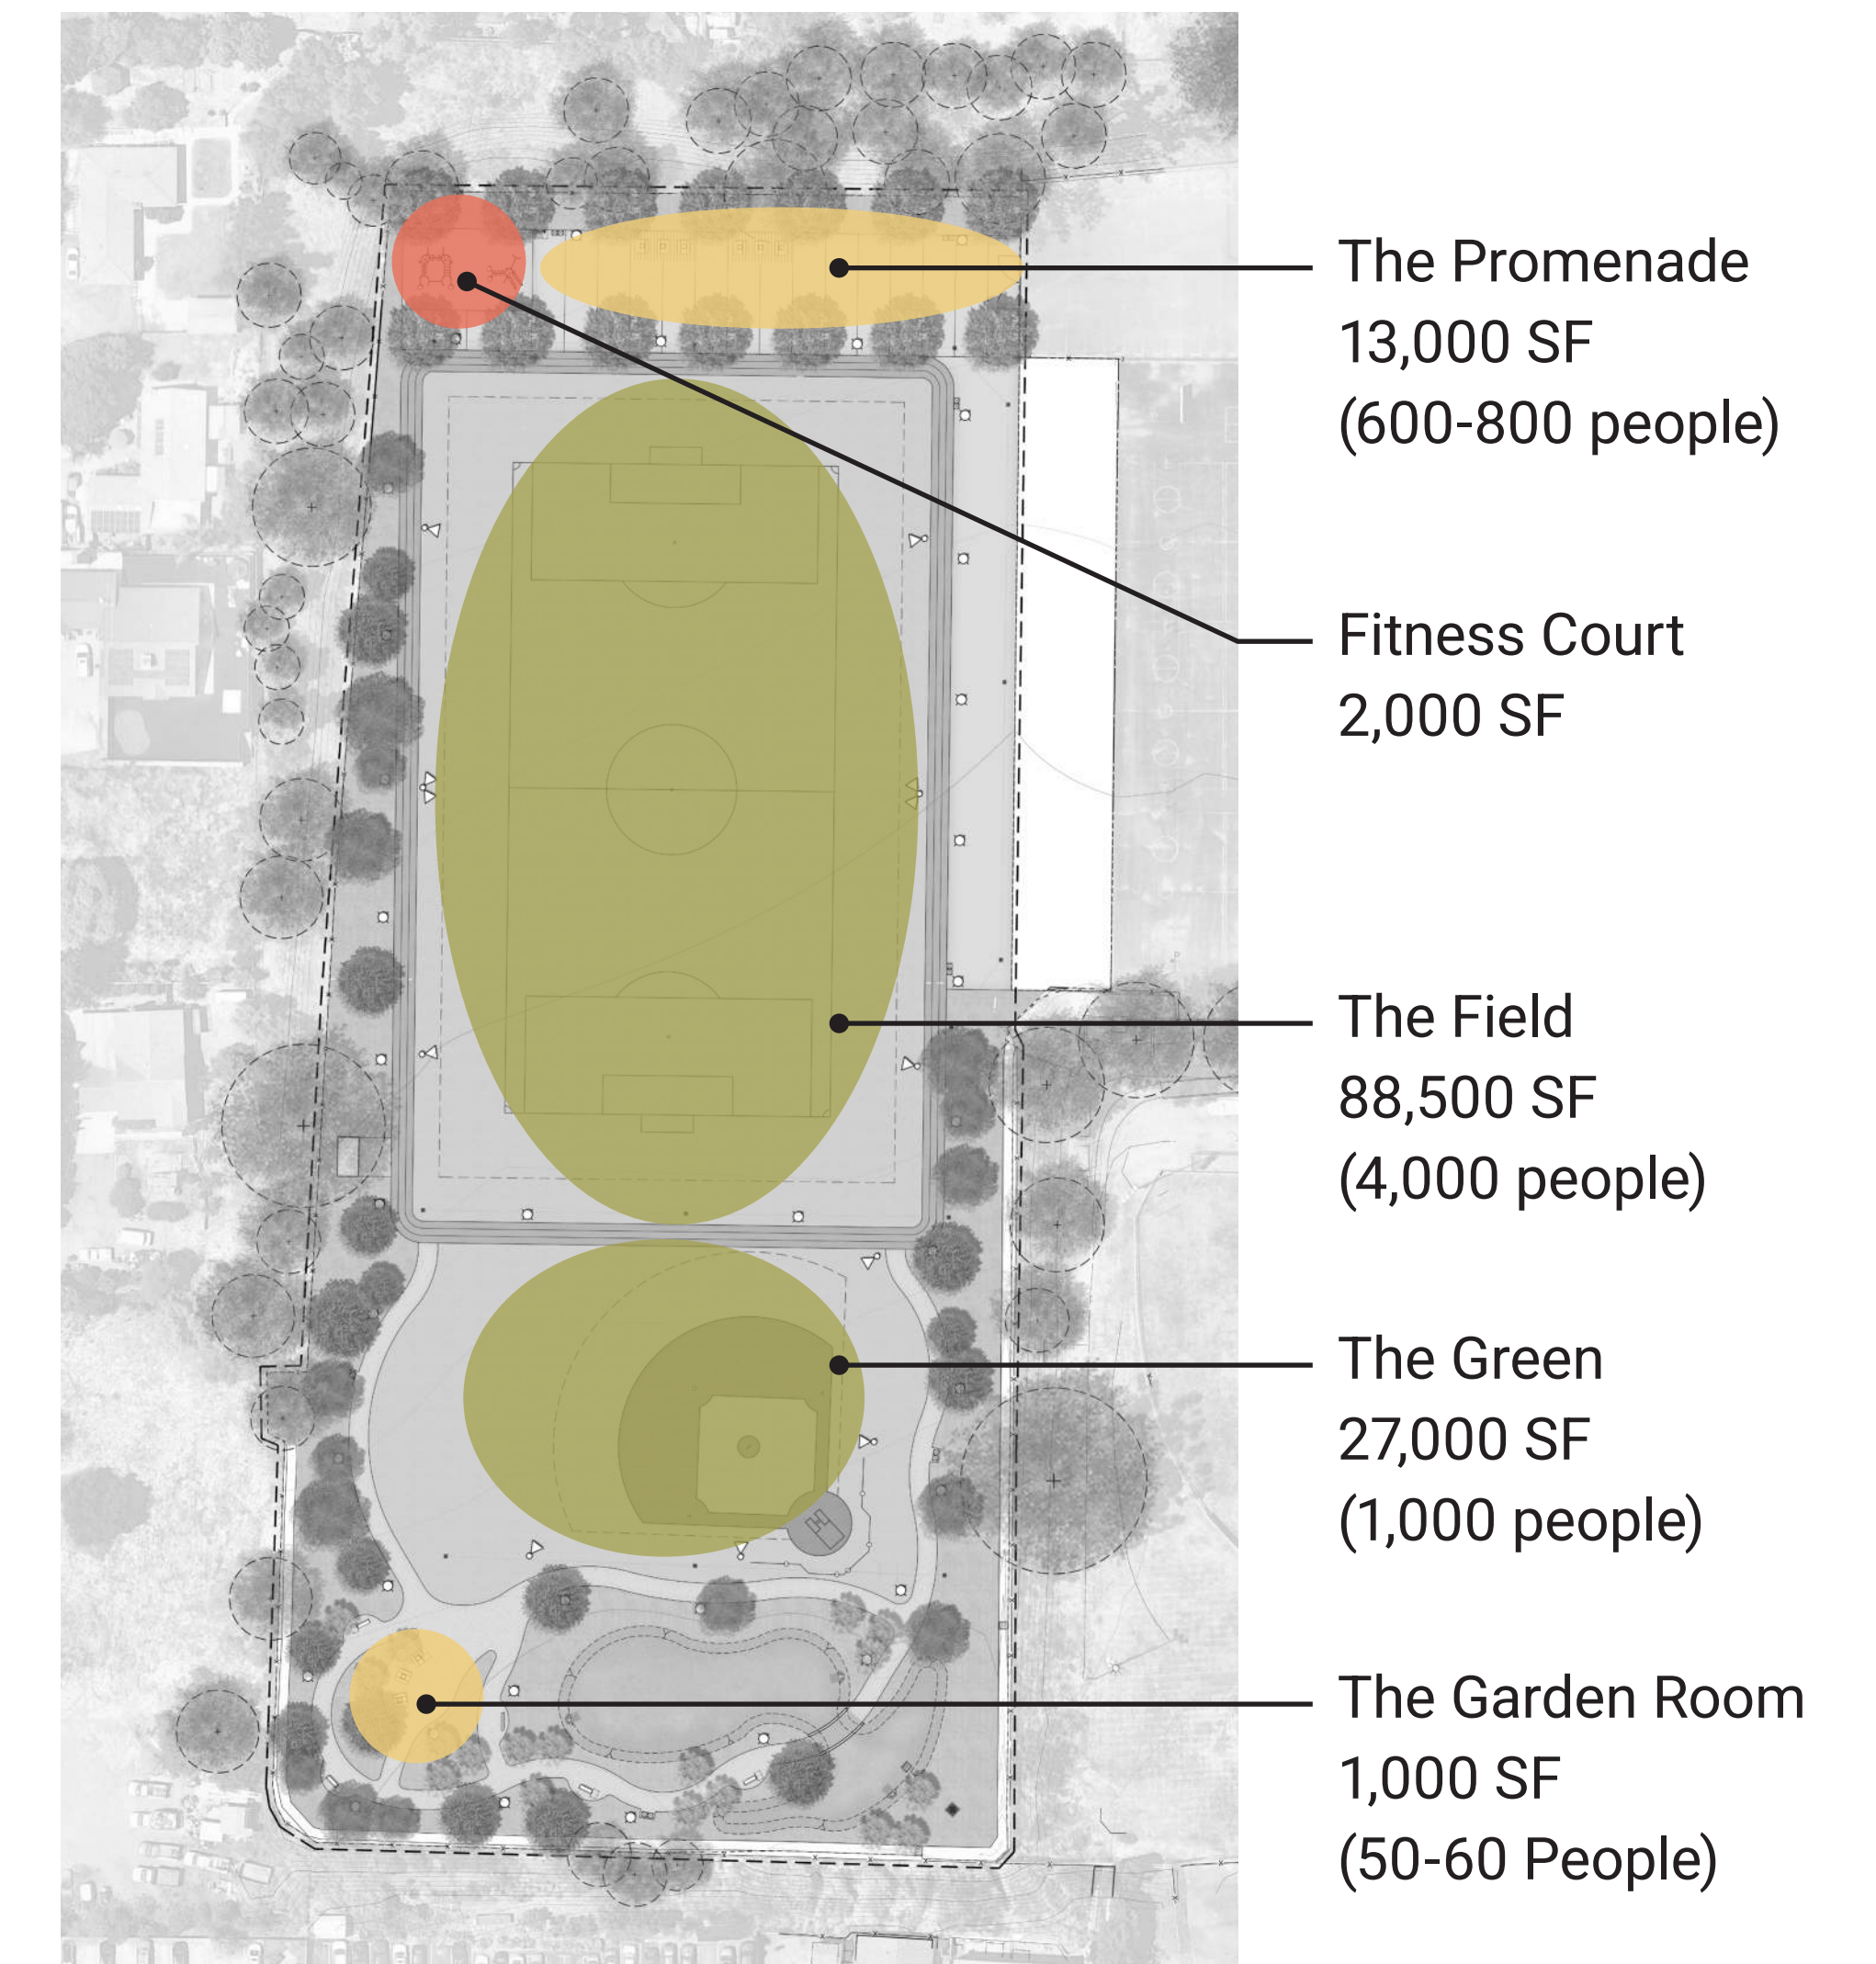 The Promenade
13,000 SF
(600-800 people)
Fitness Court
2,000 SF
The Field
88,500 SF
(4,000 people)
The Green
27,000 SF
(1,000 people)
The Garden Room
1,000 SF
(50-60 People)